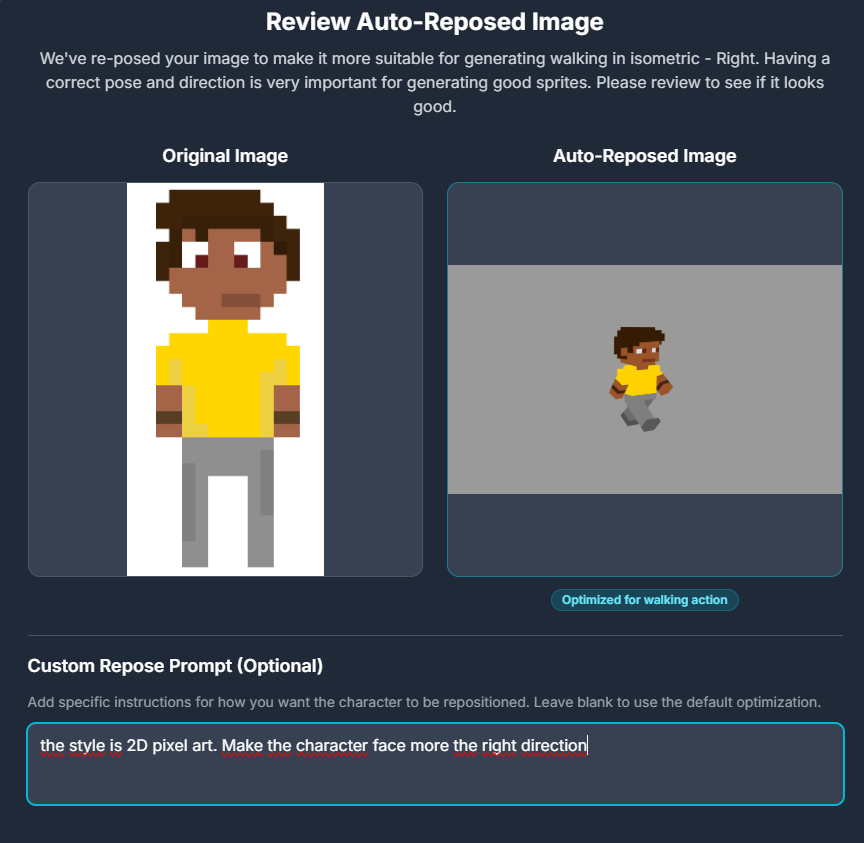 Review Auto-Reposed Image
We've re-posed your image to make it more suitable for generating walking in isometric - Right. Having a
correct pose and direction is very important for generating good sprites. Please review to see if it looks
good.
Original Image
Auto-Reposed Image
Optimized for walking action
Custom Repose Prompt (Optional)
Add specific instructions for how you want the character to be repositioned. Leave blank to use the default optimization.
the style is 2D pixel art. Make the character face more the right direction